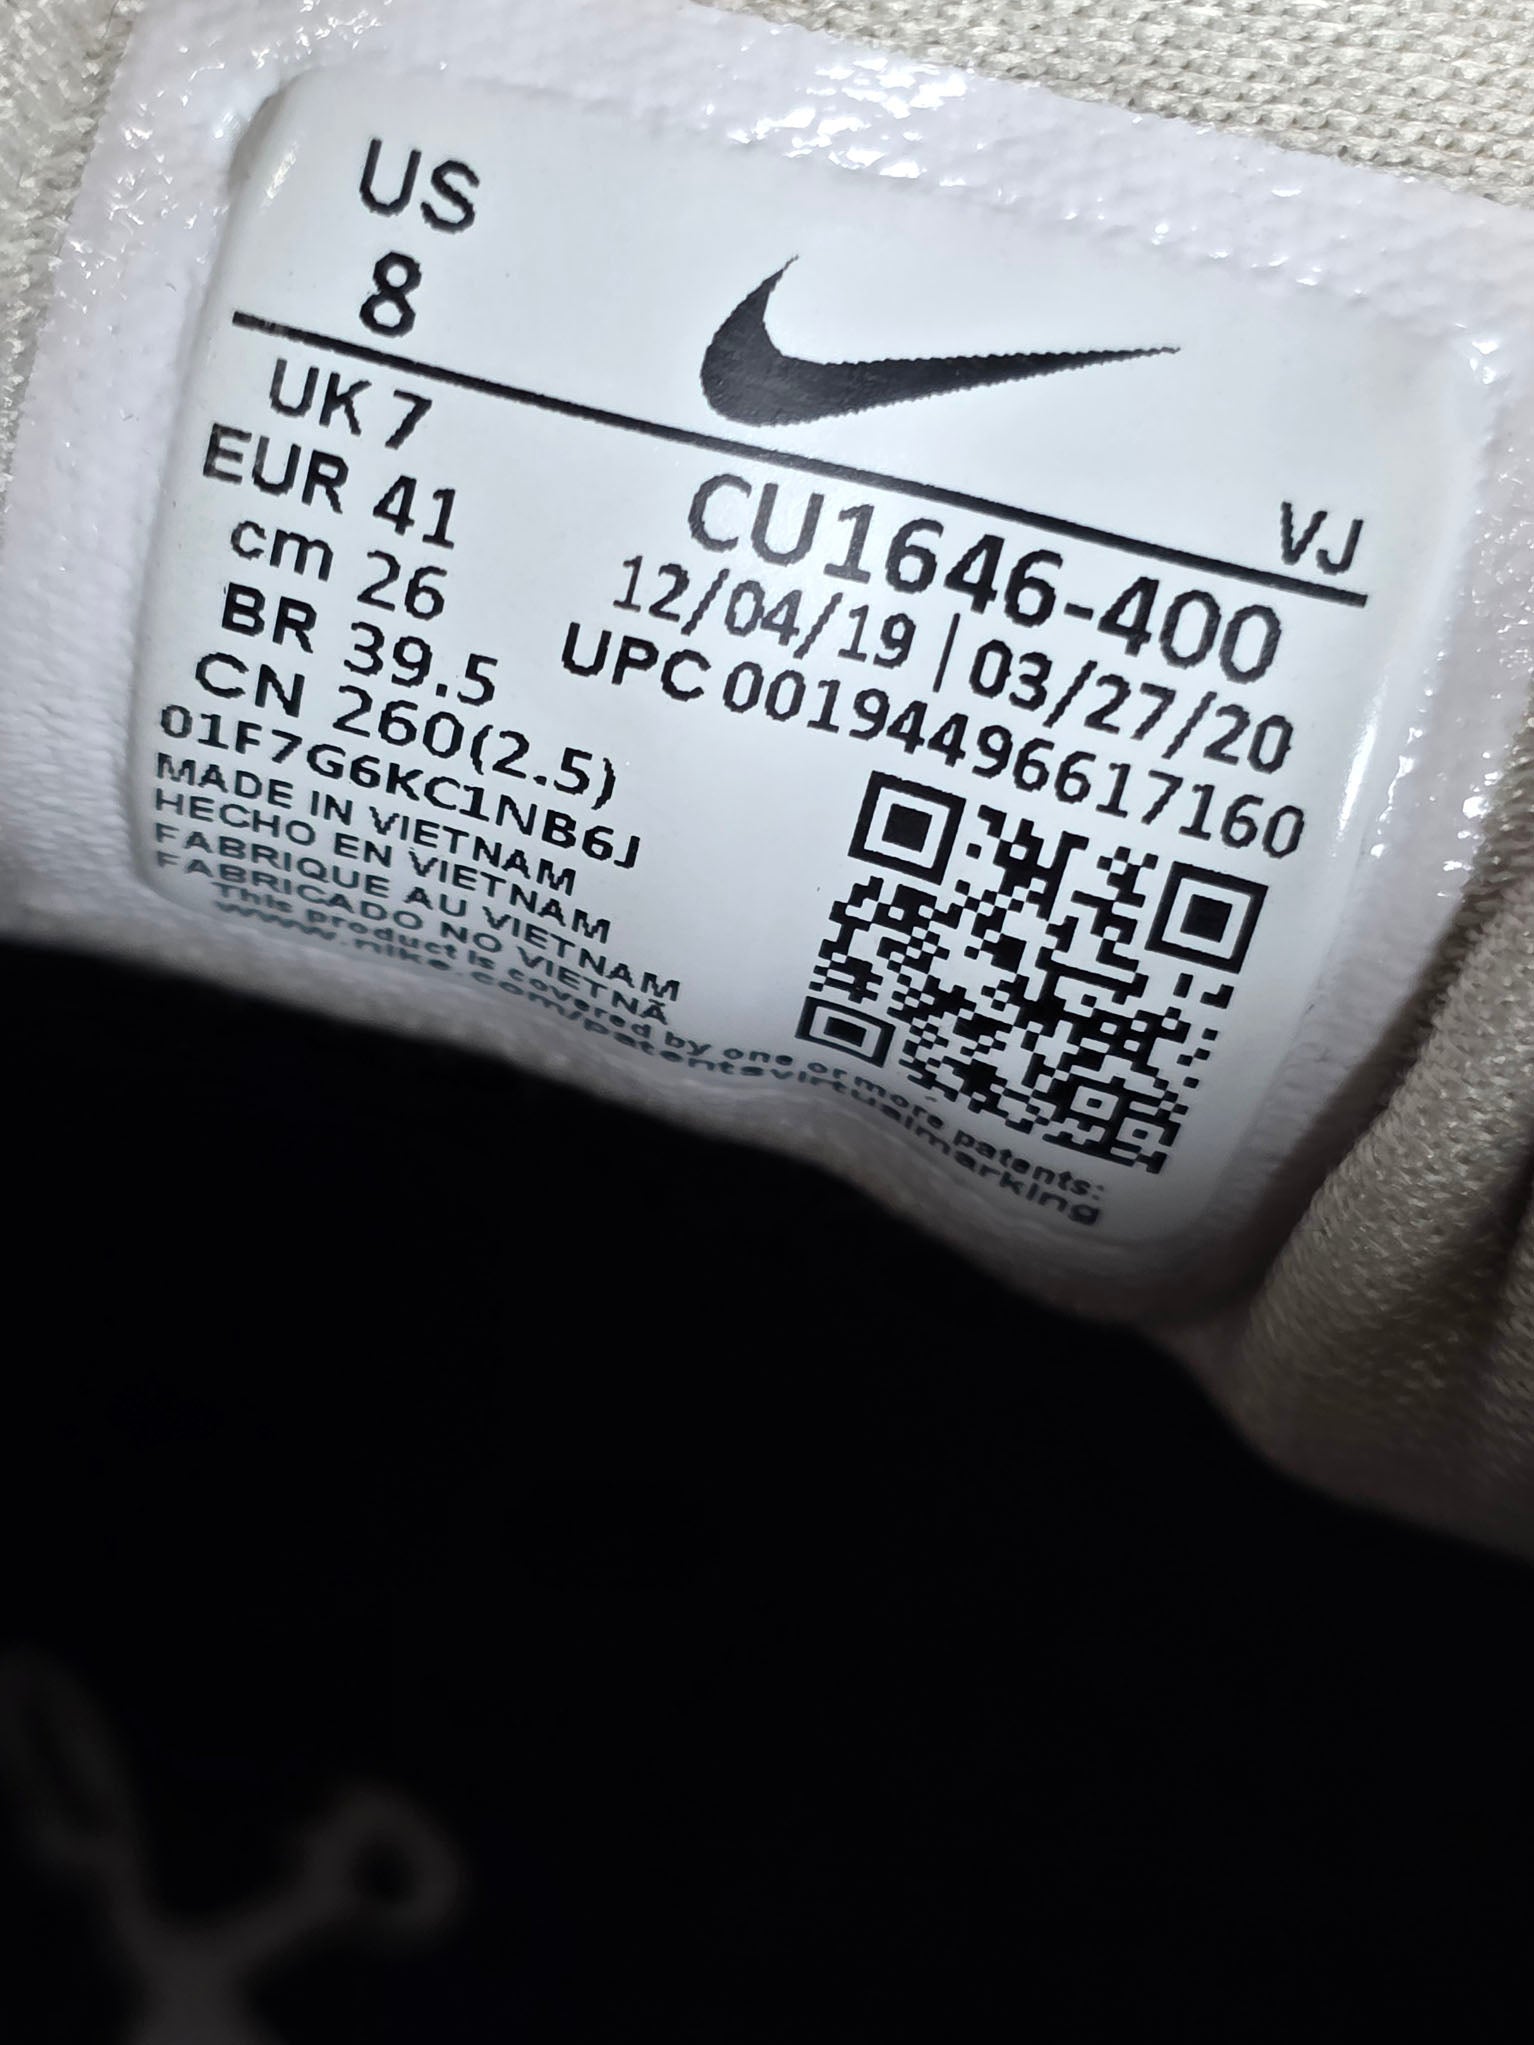 US
8
VJ
UK 7
EUR 41
cm 26
BR 39.5
CN 260(2.5)
01F7G6KC1NB6J
MADE IN VIETNAM
HECHO EN VIETNAM
FABRIQUE AU VIETNAM
FABRICADO NO VIETNÃ
This product is covered by one or more patents:
www.nike.com/patentsvirtualmarking
CU1646-400
12/04/19 | 03/27/20
UPC 00194496617160